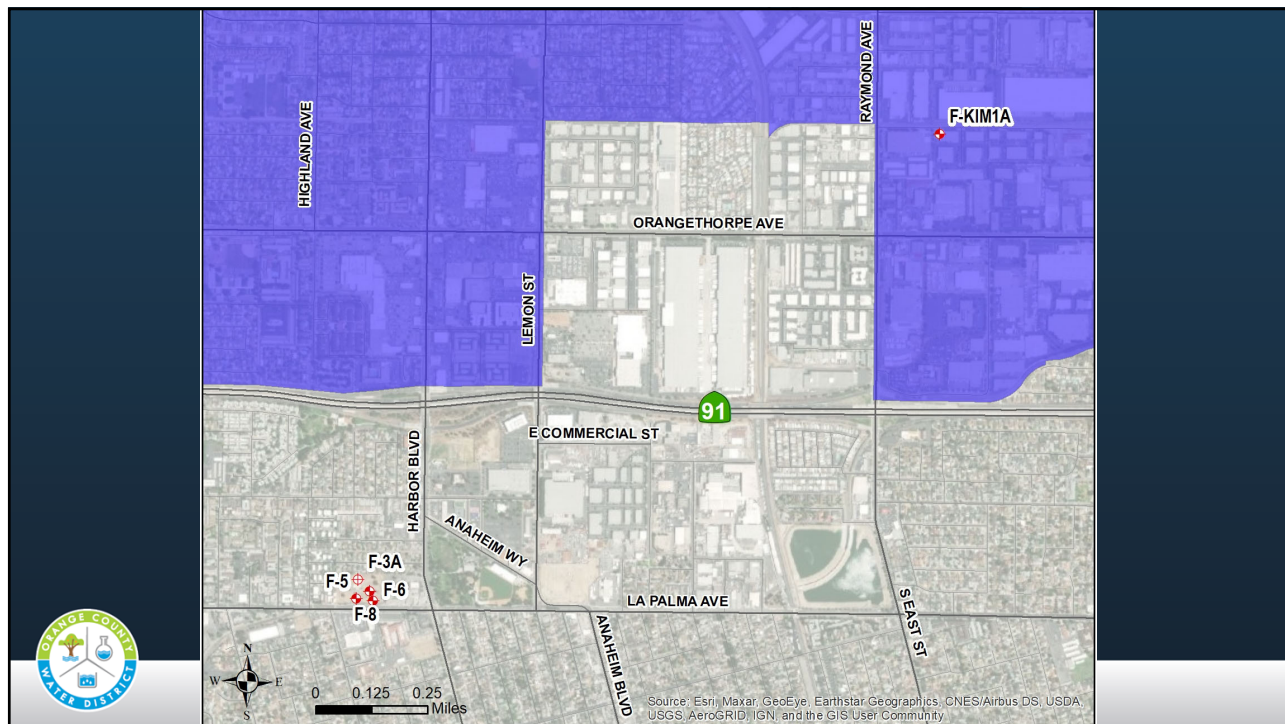 HIGHLAND AVE
RAYMOND AVE
F-KIM1A
ORANGETHORPE AVE
LEMON ST
91
E COMMERCIAL ST
HARBOR BLVD
ANAHEIM WY
F-3A
F-5
F-6
F-8
LA PALMA AVE
S EAST ST
ANAHEIM BLVD
ORANGE COUNTY
WATER DISTRICT
N
W
E
S
0 0.125 0.25
Miles
Source: Esri, Maxar, GeoEye, Earthstar Geographics, CNES/Airbus DS, USDA,
USGS, AeroGRID, IGN, and the GIS User Community